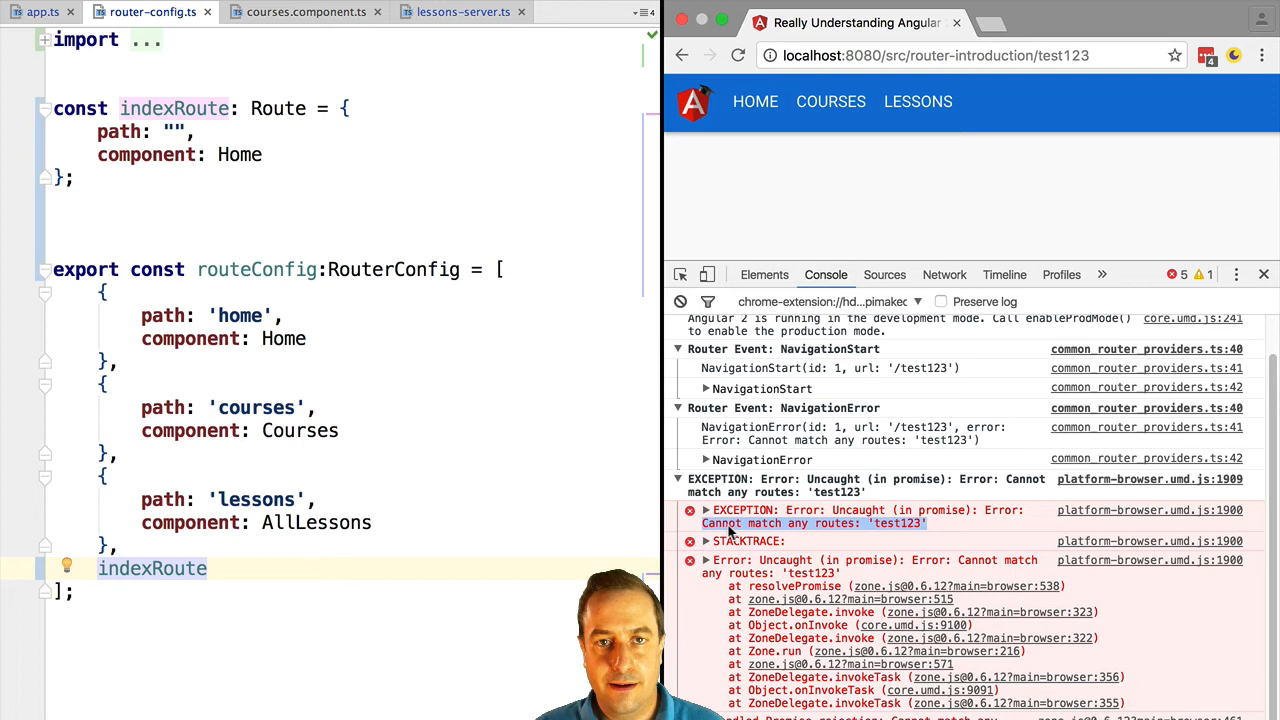 app.ts × router-config.ts × courses.component.ts × lessons-server.ts ×
import ...
const indexRoute: Route = {
path: "",
component: Home
};
export const routeConfig:RouterConfig = [
{
path: 'home',
component: Home
},
{
path: 'courses',
component: Courses
},
{
path: 'lessons',
component: AllLessons
},
indexRoute
];
Really Understanding Angular ×
localhost:8080/src/router-introduction/test123
4
HOME COURSES LESSONS
Elements Console Sources Network Timeline Profiles » 5 1
chrome-extension://hd...pimakec ▼ Preserve log
Angular 2 is running in the development mode. Call enableProdMode() core.umd.js:241
to enable the production mode.
▼ Router Event: NavigationStart common_router_providers.ts:40
NavigationStart(id: 1, url: '/test123') common_router_providers.ts:41
▶ NavigationStart common_router_providers.ts:42
▼ Router Event: NavigationError common_router_providers.ts:40
NavigationError(id: 1, url: '/test123', error: common_router_providers.ts:41
Error: Cannot match any routes: 'test123')
▶ NavigationError common_router_providers.ts:42
▼ EXCEPTION: Error: Uncaught (in promise): Error: Cannot platform-browser.umd.js:1909
match any routes: 'test123'
▶ EXCEPTION: Error: Uncaught (in promise): Error: platform-browser.umd.js:1900
Cannot match any routes: 'test123'
▶ STACKTRACE: platform-browser.umd.js:1900
▶ Error: Uncaught (in promise): Error: Cannot match platform-browser.umd.js:1900
any routes: 'test123'
at resolvePromise (zone.js@0.6.12?main=browser:538)
at zone.js@0.6.12?main=browser:515
at ZoneDelegate.invoke (zone.js@0.6.12?main=browser:323)
at Object.onInvoke (core.umd.js:9100)
at ZoneDelegate.invoke (zone.js@0.6.12?main=browser:322)
at Zone.run (zone.js@0.6.12?main=browser:216)
at zone.js@0.6.12?main=browser:571
at ZoneDelegate.invokeTask (zone.js@0.6.12?main=browser:356)
at Object.onInvokeTask (core.umd.js:9091)
at ZoneDelegate.invokeTask (zone.js@0.6.12?main=browser:355)